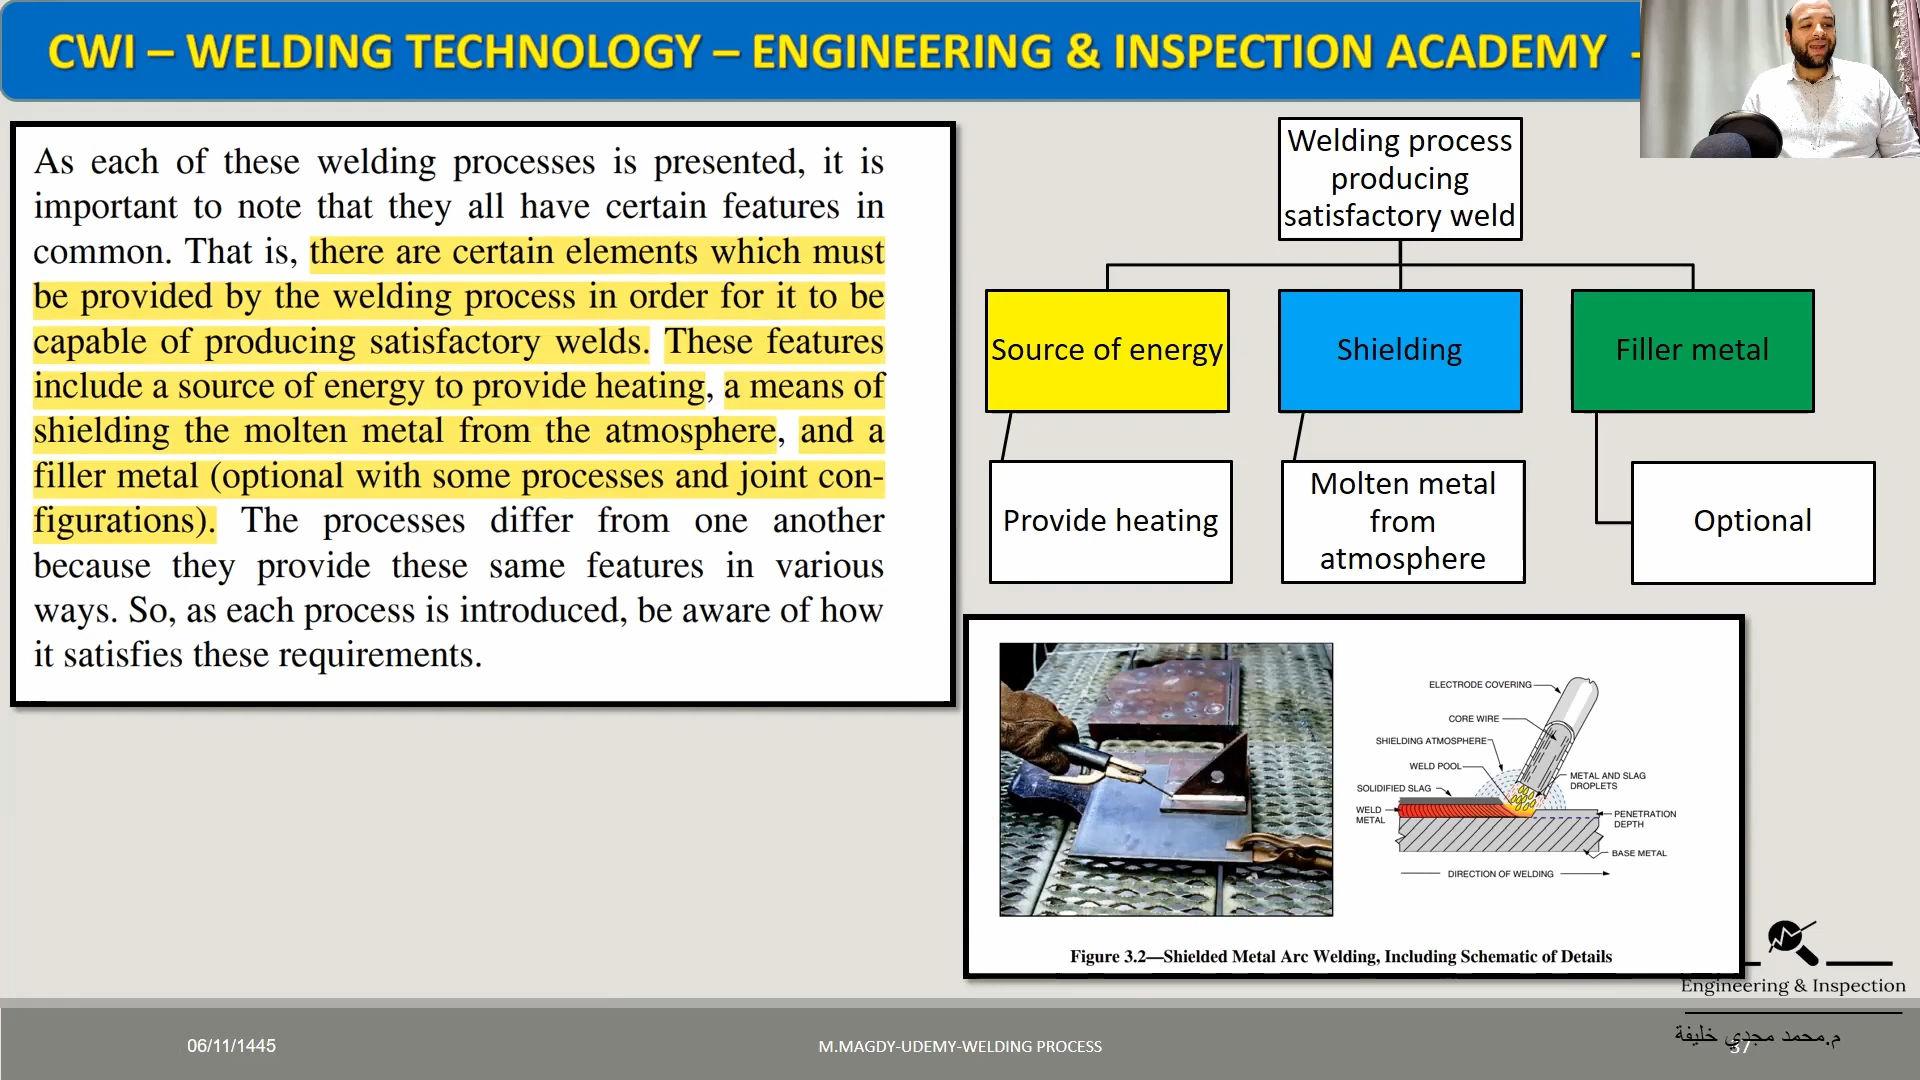 CWI – WELDING TECHNOLOGY – ENGINEERING & INSPECTION ACADEMY -
As each of these welding processes is presented, it is
important to note that they all have certain features in
common. That is, there are certain elements which must
be provided by the welding process in order for it to be
capable of producing satisfactory welds. These features
include a source of energy to provide heating, a means of
shielding the molten metal from the atmosphere, and a
filler metal (optional with some processes and joint con-
figurations). The processes differ from one another
because they provide these same features in various
ways. So, as each process is introduced, be aware of how
it satisfies these requirements.
Welding process
producing
satisfactory weld
Source of energy
Shielding
Filler metal
Provide heating
Molten metal
from
atmosphere
Optional
ELECTRODE COVERING
CORE WIRE
SHIELDING ATMOSPHERE
WELD POOL
SOLIDIFIED SLAG
WELD
METAL
METAL AND SLAG
DROPLETS
PENETRATION
DEPTH
BASE METAL
DIRECTION OF WELDING
Figure 3.2—Shielded Metal Arc Welding, Including Schematic of Details
Engineering & Inspection
م.محمد مجدي خليفة
06/11/1445
M.MAGDY-UDEMY-WELDING PROCESS
37